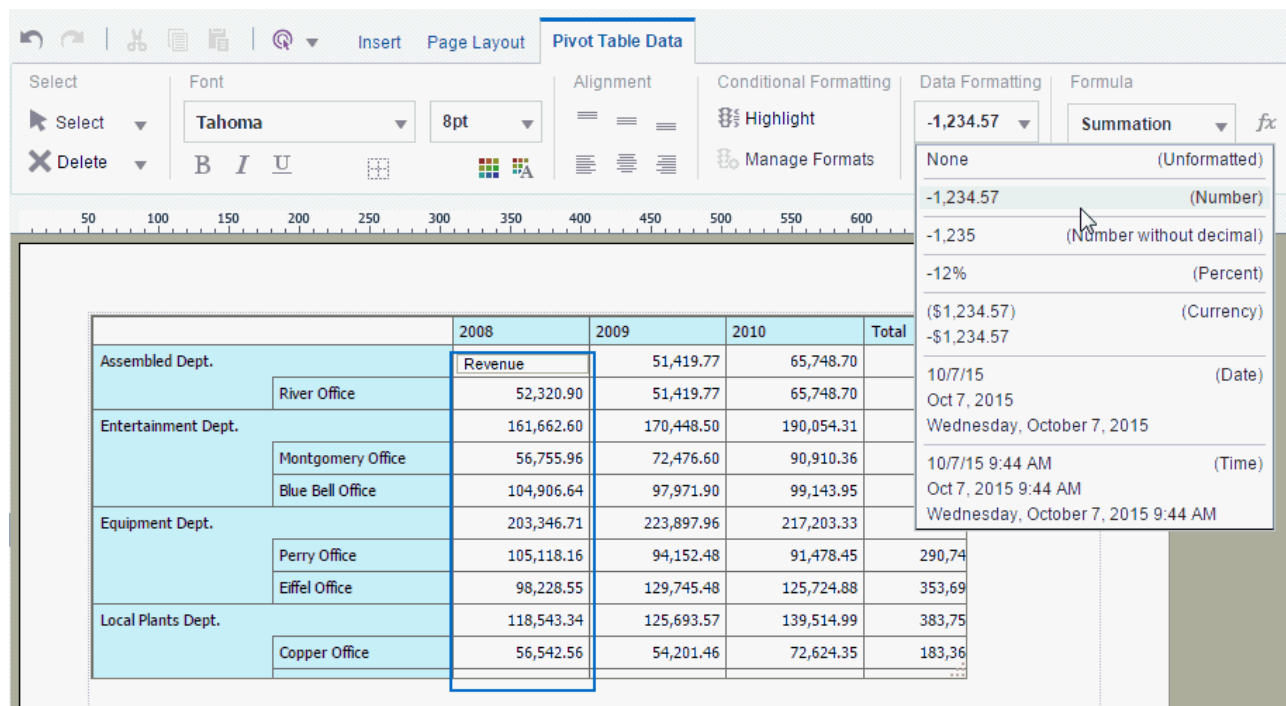 Insert Page Layout Pivot Table Data
Select Font Alignment Conditional Formatting Data Formatting Formula
Select Tahoma 8pt Highlight -1,234.57 Summation fx
Delete B I U A Manage Formats
None (Unformatted)
-1,234.57 (Number)
-1,235 (Number without decimal)
-12% (Percent)
($1,234.57) (Currency)
-$1,234.57
10/7/15 (Date)
Oct 7, 2015
Wednesday, October 7, 2015
10/7/15 9:44 AM (Time)
Oct 7, 2015 9:44 AM
Wednesday, October 7, 2015 9:44 AM
50 100 150 200 250 300 350 400 450 500 550 600
2008 2009 2010 Total
Assembled Dept. Revenue 51,419.77 65,748.70
River Office 52,320.90 51,419.77 65,748.70
Entertainment Dept. 161,662.60 170,448.50 190,054.31
Montgomery Office 56,755.96 72,476.60 90,910.36
Blue Bell Office 104,906.64 97,971.90 99,143.95
Equipment Dept. 203,346.71 223,897.96 217,203.33
Perry Office 105,118.16 94,152.48 91,478.45 290,74
Eiffel Office 98,228.55 129,745.48 125,724.88 353,69
Local Plants Dept. 118,543.34 125,693.57 139,514.99 383,75
Copper Office 56,542.56 54,201.46 72,624.35 183,36